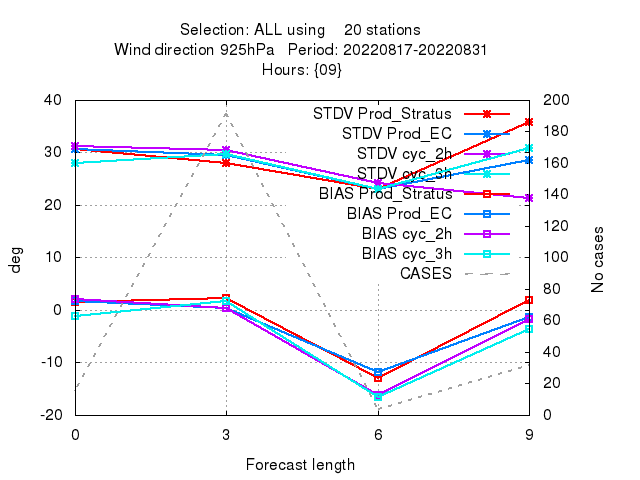 Selection: ALL using 20 stations
Wind direction 925hPa Period: 20220817-20220831
Hours: {09}
40
30
20
10
0
-10
-20
200
180
160
140
120
100
80
60
40
20
0
deg
No cases
STDV Prod_Stratus
STDV Prod_EC
STDV cyc_2h
STDV cyc_3h
BIAS Prod_Stratus
BIAS Prod_EC
BIAS cyc_2h
BIAS cyc_3h
CASES
0 3 6 9
Forecast length